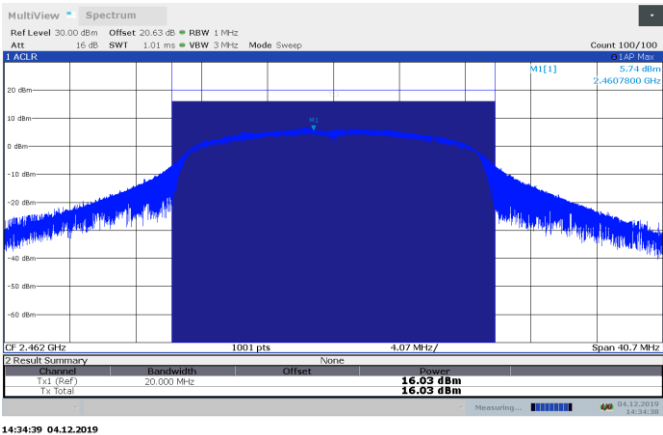 MultiView Spectrum
Ref Level 30.00 dBm Offset 20.63 dB RBW 1 MHz
Att 16 dB SWT 1.01 ms VBW 3 MHz Mode Sweep Count 100/100
1 ACLR 1AP Max
M1[1] 5.74 dBm
2.4607800 GHz
20 dBm
10 dBm
M1
0 dBm
-10 dBm
-20 dBm
-40 dBm
-50 dBm
-60 dBm
CF 2.462 GHz 1001 pts 4.07 MHz/ Span 40.7 MHz
2 Result Summary None
Channel Bandwidth Offset Power
Tx1 (Ref) 20.000 MHz 16.03 dBm
Tx Total 16.03 dBm
Measuring... 04.12.2019
14:34:38
14:34:39 04.12.2019